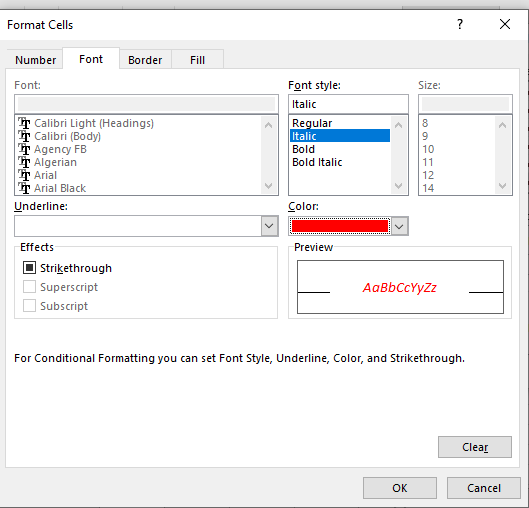 Format Cells
?
Number Font Border Fill
Font: Font style: Size:
Italic
Calibri Light (Headings) Regular 8
Calibri (Body) Italic 9
Agency FB Bold 10
Algerian Bold Italic 11
Arial 12
Arial Black 14
Underline: Color:
Effects Preview
Strikethrough
Superscript AaBbCcYyZz
Subscript
For Conditional Formatting you can set Font Style, Underline, Color, and Strikethrough.
Clear
OK Cancel